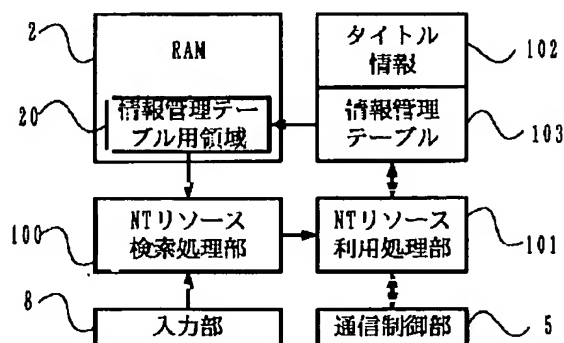 2
RAM
タイトル
情報
102
20
情報管理テー
ブル用領域
情報管理
テーブル
103
100
NTリソース
検索処理部
NTリソース
利用処理部
101
8
入力部
通信制御部
5